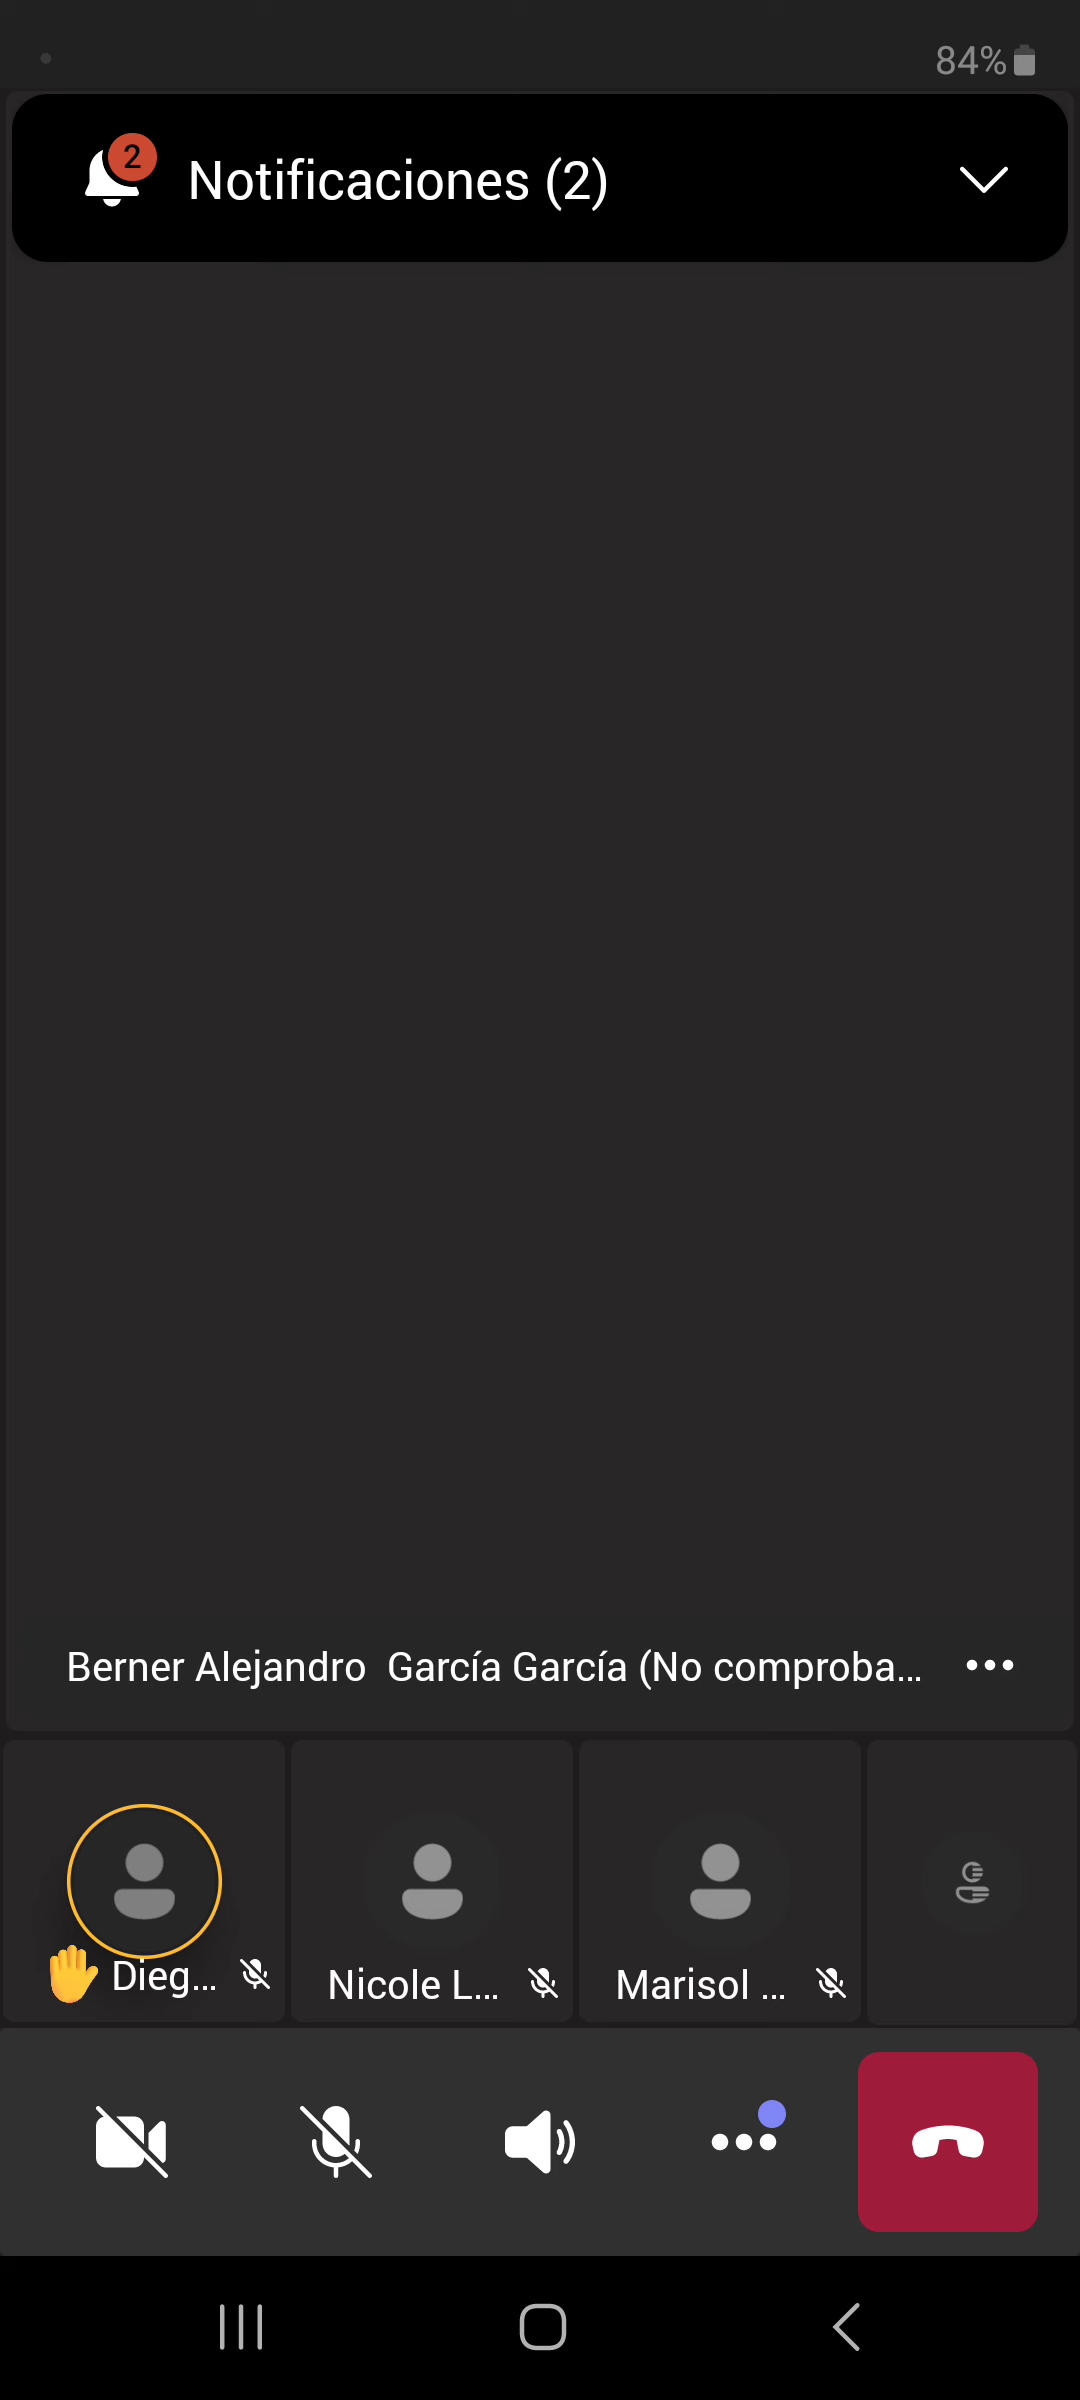 84%
2
Notificaciones (2)
Berner Alejandro  García García (No comproba...
Dieg...
Nicole L...
Marisol ...